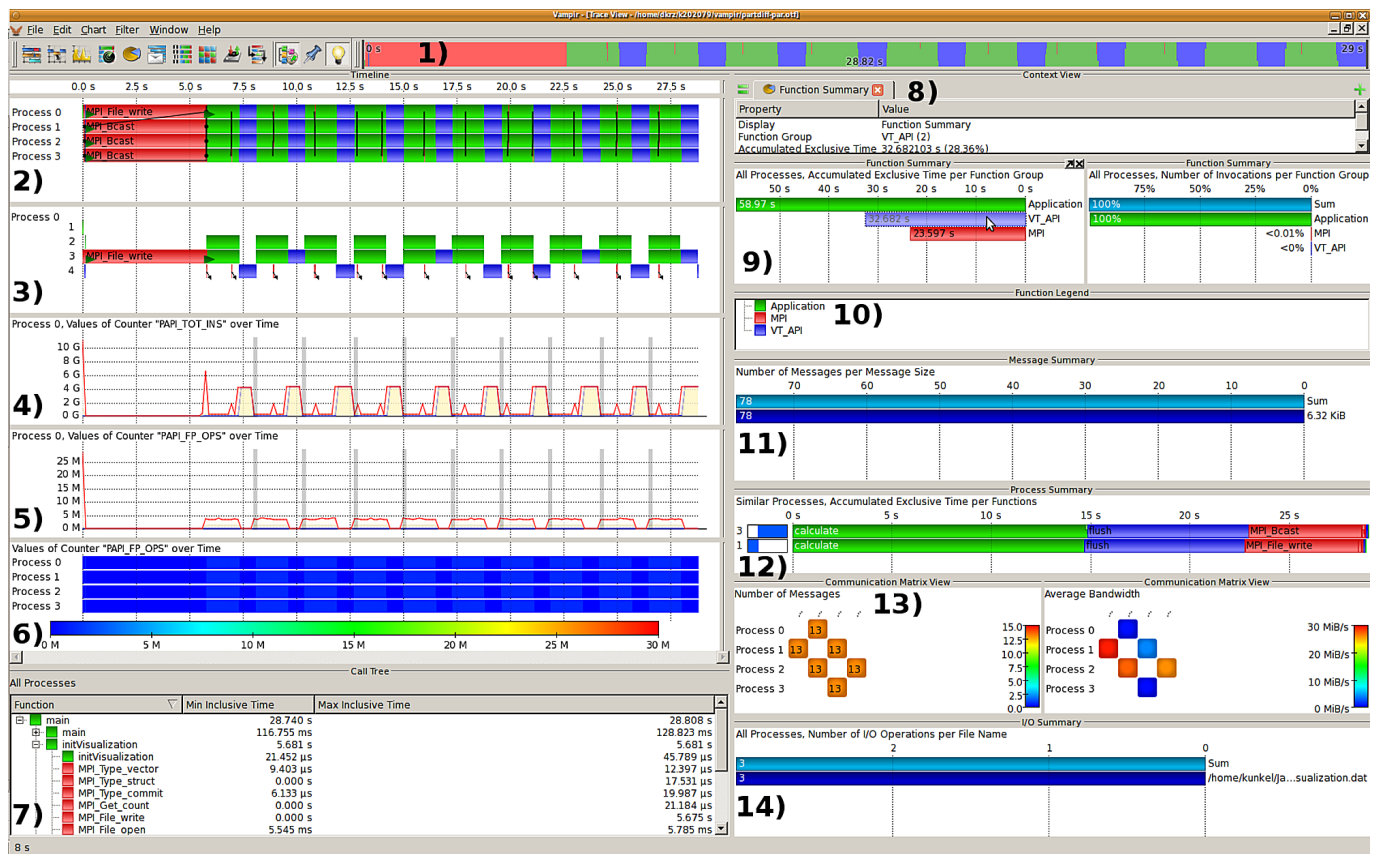 Vampir - [Trace View - /home/dkrz/k202079/vampir/partdiff-par.otf]
File Edit Chart Filter Window Help
0 s 1) 28.82 s 29 s
Timeline
0.0 s 2.5 s 5.0 s 7.5 s 10.0 s 12.5 s 15.0 s 17.5 s 20.0 s 22.5 s 25.0 s 27,5 s
Process 0 MPI_File_write
Process 1 MPI_Bcast
Process 2 MPI_Bcast
Process 3 MPI_Bcast
2)
Process 0
1
2
3 MPI_File_write
4
3)
Process 0, Values of Counter "PAPI_TOT_INS" over Time
10 G
8 G
6 G
4 G
2 G
0 G
4)
Process 0, Values of Counter "PAPI_FP_OPS" over Time
25 M
20 M
15 M
10 M
5 M
0 M
5)
Values of Counter "PAPI_FP_OPS" over Time
Process 0
Process 1
Process 2
Process 3
6)
0 M 5 M 10 M 15 M 20 M 25 M 30 M
Call Tree
All Processes
Function Min Inclusive Time Max Inclusive Time
main 28.740 s 28.808 s
main 116.755 ms 128.823 ms
initVisualization 5.681 s 5.681 s
initVisualization 21.452 µs 45.789 µs
MPI_Type_vector 9.403 µs 12.397 µs
MPI_Type_struct 0.000 s 17.531 µs
MPI_Type_commit 6.133 µs 19.987 µs
MPI_Get_count 0.000 s 21.184 µs
MPI_File_write 0.000 s 5.675 s
MPI_File_open 5.545 ms 5.785 ms
7)
8 s
Context View
Function Summary 8)
Property Value
Display Function Summary
Function Group VT_API (2)
Accumulated Exclusive Time 32.682103 s (28.36%)
Function Summary
All Processes, Accumulated Exclusive Time per Function Group
50 s 40 s 30 s 20 s 10 s 0 s
58.97 s Application
32.682 s VT_API
23.597 s MPI
9)
Function Summary
All Processes, Number of Invocations per Function Group
75% 50% 25% 0%
100% Sum
100% Application
<0.01% MPI
<0% VT_API
Function Legend
Application
MPI
VT_API
10)
Message Summary
Number of Messages per Message Size
70 60 50 40 30 20 10 0
78 Sum
78 6.32 KiB
11)
Process Summary
Similar Processes, Accumulated Exclusive Time per Functions
0 s 5 s 10 s 15 s 20 s 25 s
3 calculate flush MPI_Bcast
1 calculate flush MPI_File_write
12)
Communication Matrix View
Number of Messages 13)
Process 0 13
Process 1 13 13
Process 2 13 13
Process 3 13
15.0
12.5
10.0
7.5
5.0
2.5
0.0
Communication Matrix View
Average Bandwidth
Process 0
Process 1
Process 2
Process 3
30 MiB/s
20 MiB/s
10 MiB/s
0 MiB/s
I/O Summary
All Processes, Number of I/O Operations per File Name
2 1 0
3 Sum
3 /home/kunkel/Ja...sualization.dat
14)